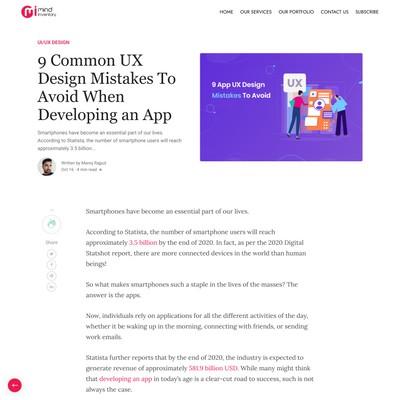 mind
inventory
HOME OUR SERVICES OUR PORTFOLIO CONTACT US SUBSCRIBE
UI/UX DESIGN
9 Common UX
Design Mistakes To
Avoid When
Developing an App
Smartphones have become an essential part of our lives.
According to Statista, the number of smartphone users will reach
approximately 3.5 billion...
Written by Manoj Rajput
Oct 16 · 4 min read
9 App UX Design
Mistakes To Avoid
UX
Share
Smartphones have become an essential part of our lives.
According to Statista, the number of smartphone users will reach
approximately 3.5 billion by the end of 2020. In fact, as per the 2020 Digital
Statshot report, there are more connected devices in the world than human
beings!
So what makes smartphones such a staple in the lives of the masses? The
answer is the apps.
Now, individuals rely on applications for all the different activities of the day,
whether it be waking up in the morning, connecting with friends, or sending
work emails.
Statista further reports that by the end of 2020, the industry is expected to
generate revenue of approximately 581.9 billion USD. While many might think
that developing an app in today's age is a clear-cut road to success, such is not
always the case.